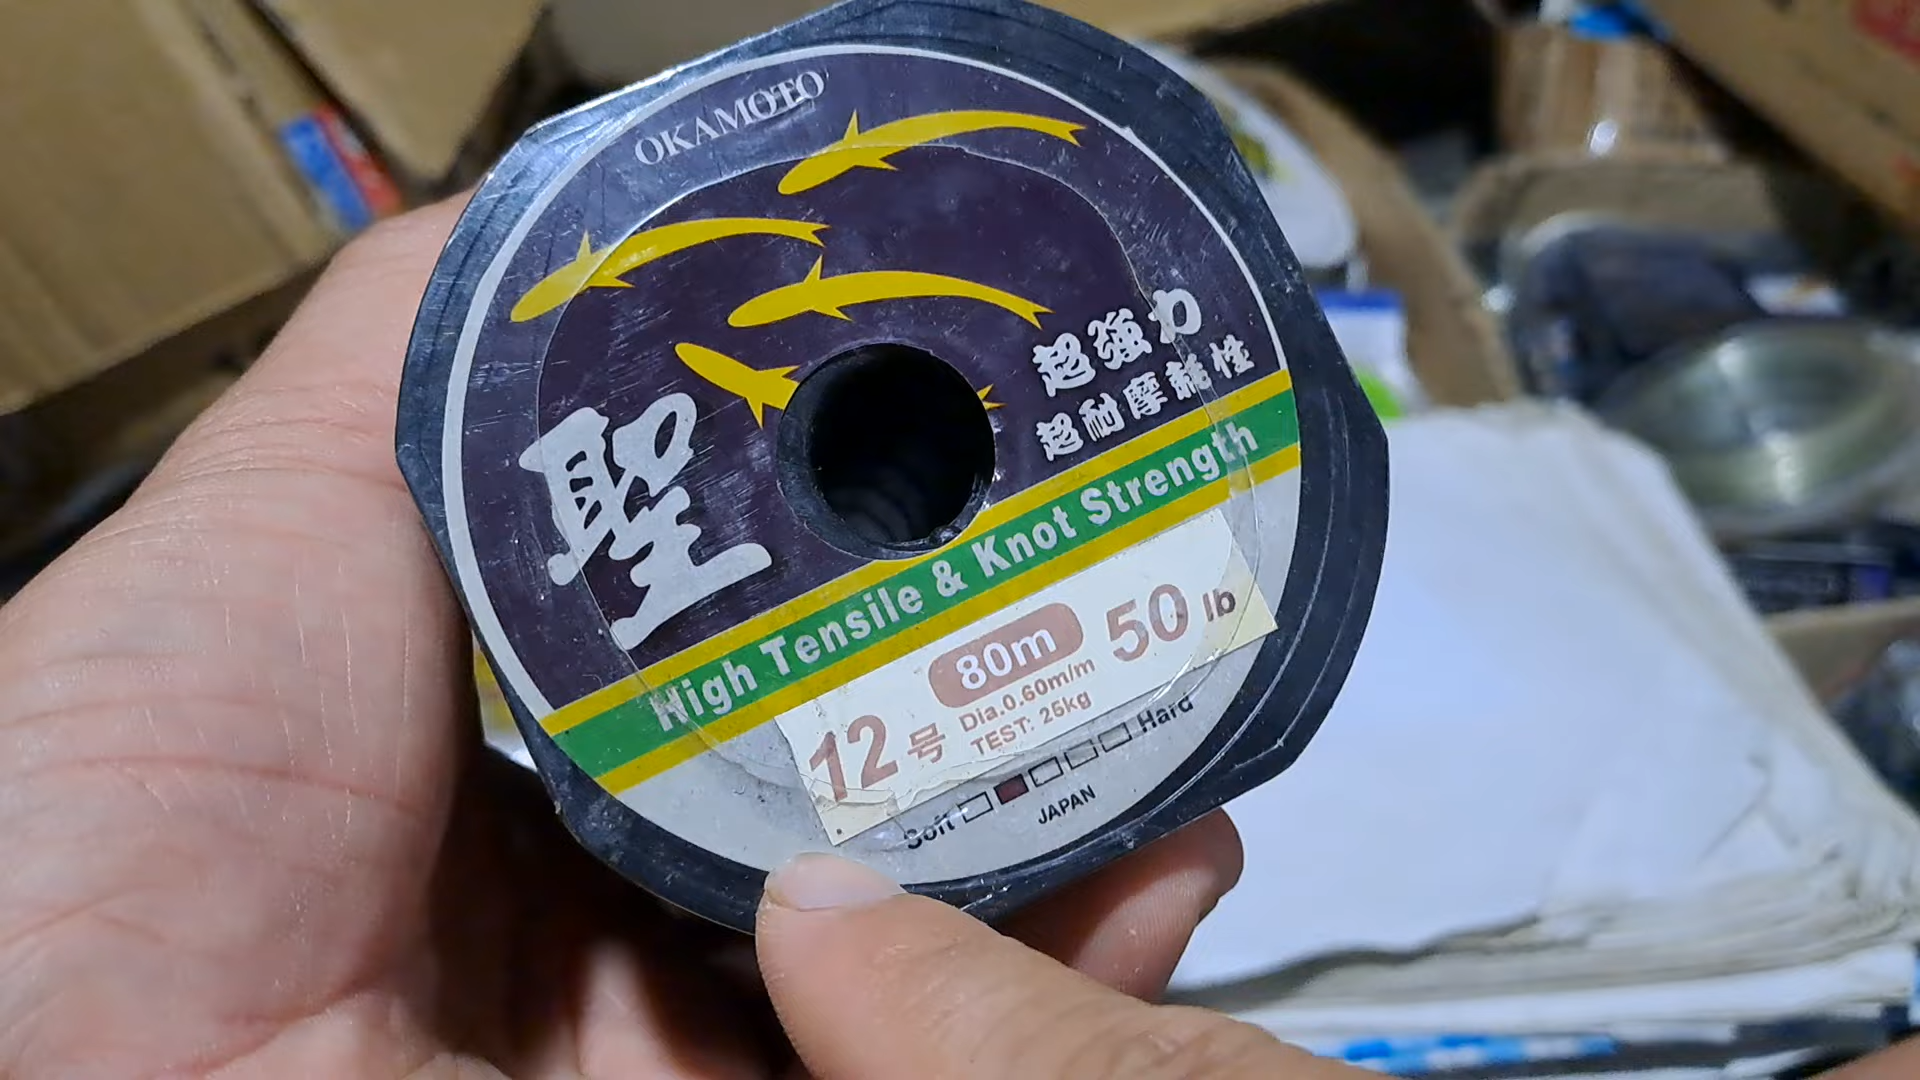 OKAMOTO
超強力
超耐摩耗性
聖
High Tensile & Knot Strength
80m
50 lb
12号
Dia.0.60m/m
TEST: 25kg
Soft
Hard
JAPAN